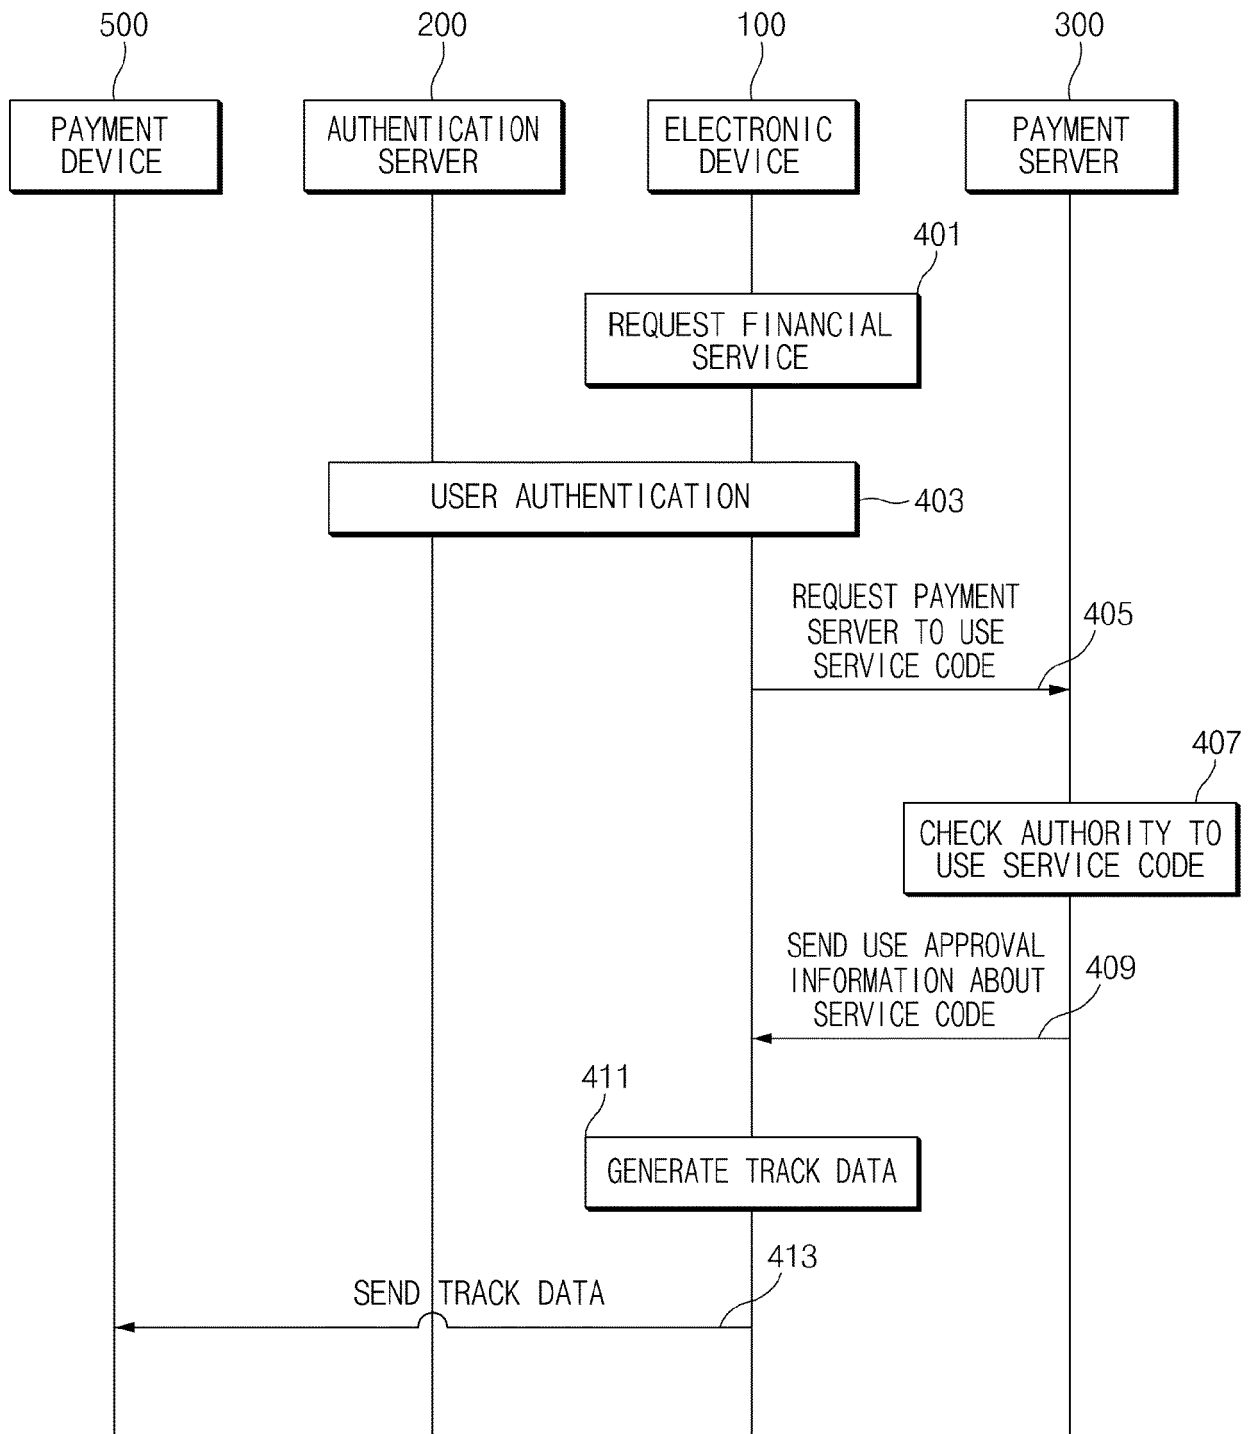 500
200
100
300
PAYMENT
DEVICE
AUTHENTICATION
SERVER
ELECTRONIC
DEVICE
PAYMENT
SERVER
401
REQUEST FINANCIAL
SERVICE
USER AUTHENTICATION
403
REQUEST PAYMENT
SERVER TO USE
SERVICE CODE
405
407
CHECK AUTHORITY TO
USE SERVICE CODE
SEND USE APPROVAL
INFORMATION ABOUT
SERVICE CODE
409
411
GENERATE TRACK DATA
413
SEND TRACK DATA